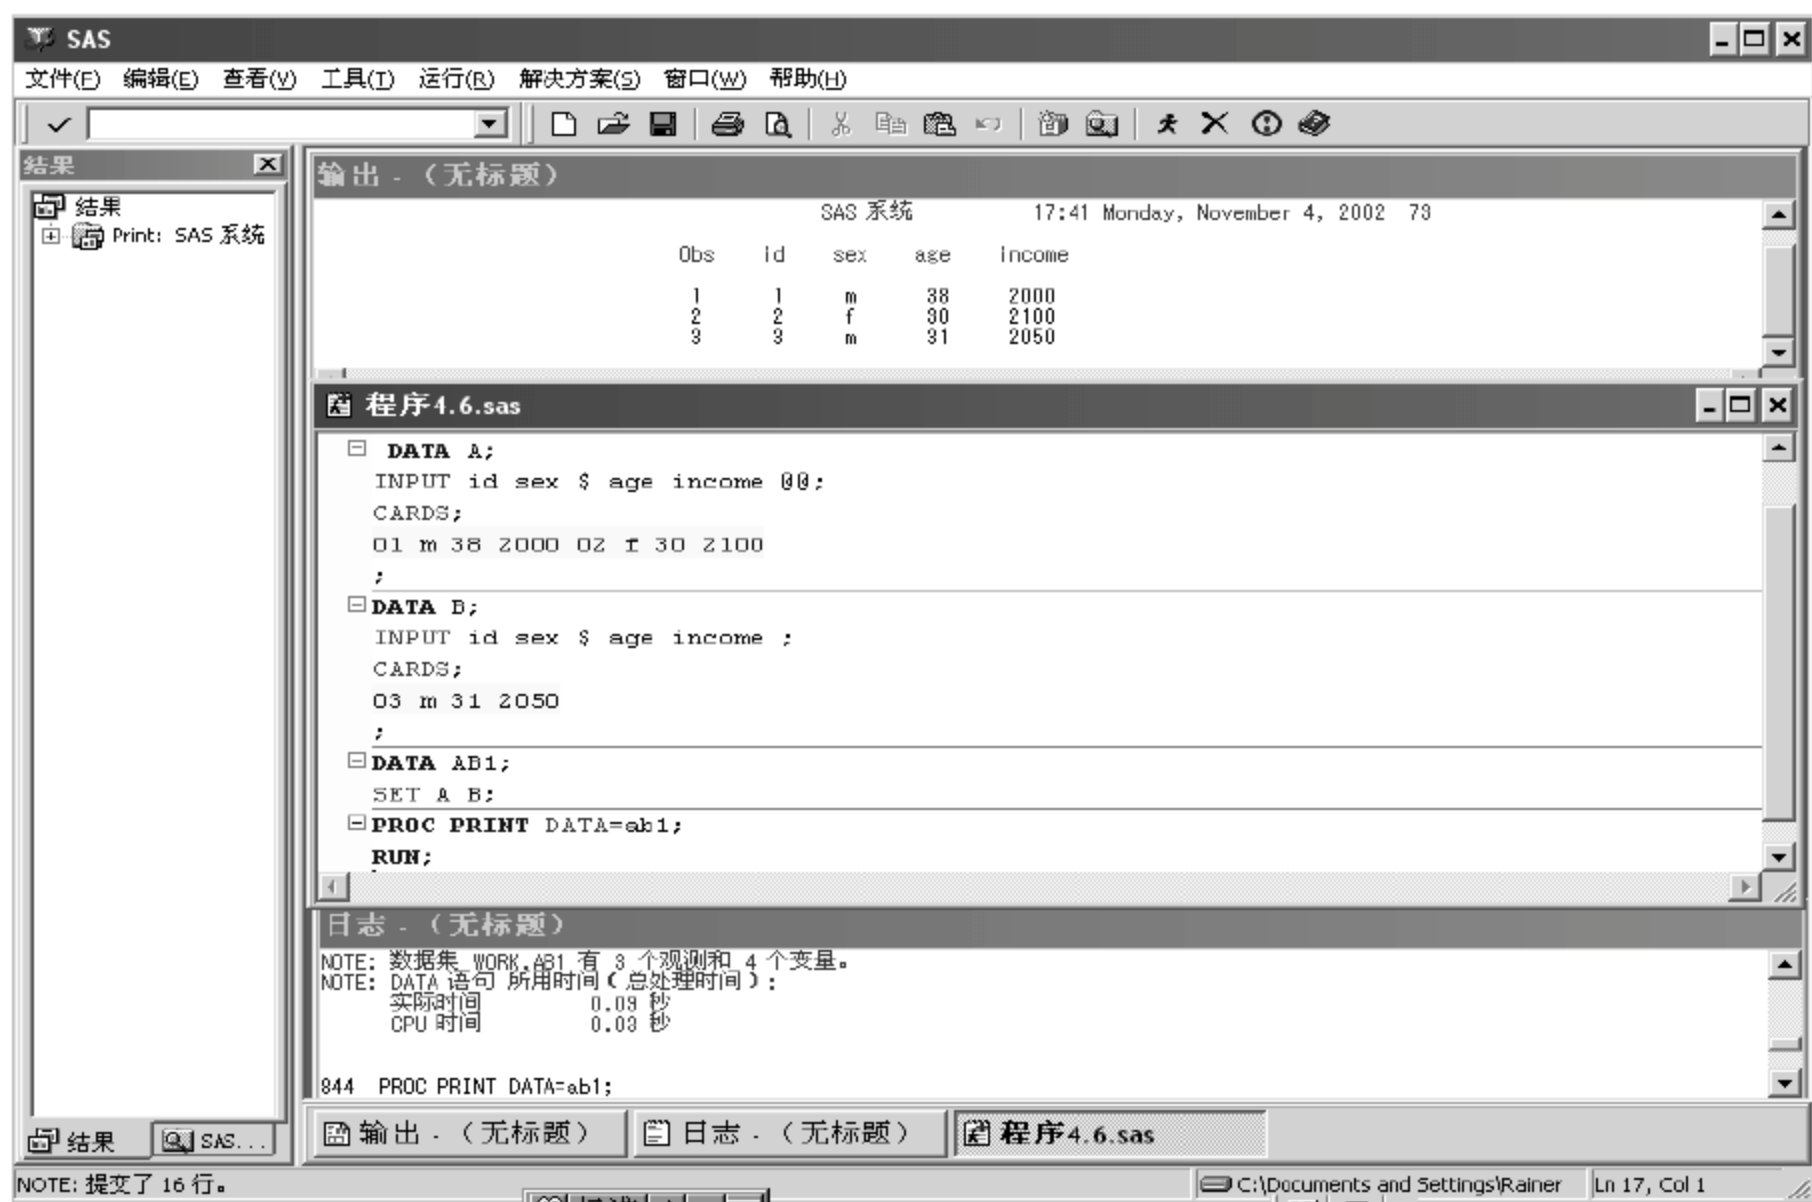 SAS
文件(F) 编辑(E) 查看(V) 工具(T) 运行(R) 解决方案(S) 窗口(W) 帮助(H)
结果
结果
Print: SAS 系统
输出 - (无标题)
SAS 系统 17:41 Monday, November 4, 2002 73
Obs id sex age income
1 1 m 38 2000
2 2 f 30 2100
3 3 m 31 2050
程序4.6.sas
DATA A;
INPUT id sex $ age income @@;
CARDS;
01 m 38 2000 02 f 30 2100
;
DATA B;
INPUT id sex $ age income ;
CARDS;
03 m 31 2050
;
DATA AB1;
SET A B;
PROC PRINT DATA=ab1;
RUN;
日志 - (无标题)
NOTE: 数据集 WORK.AB1 有 3 个观测和 4 个变量。
NOTE: DATA 语句 所用时间(总处理时间):
实际时间 0.09 秒
CPU 时间 0.03 秒
844 PROC PRINT DATA=ab1;
结果 SAS...
输出 - (无标题) 日志 - (无标题) 程序4.6.sas
NOTE: 提交了 16 行。 C:\Documents and Settings\Rainer Ln 17, Col 1